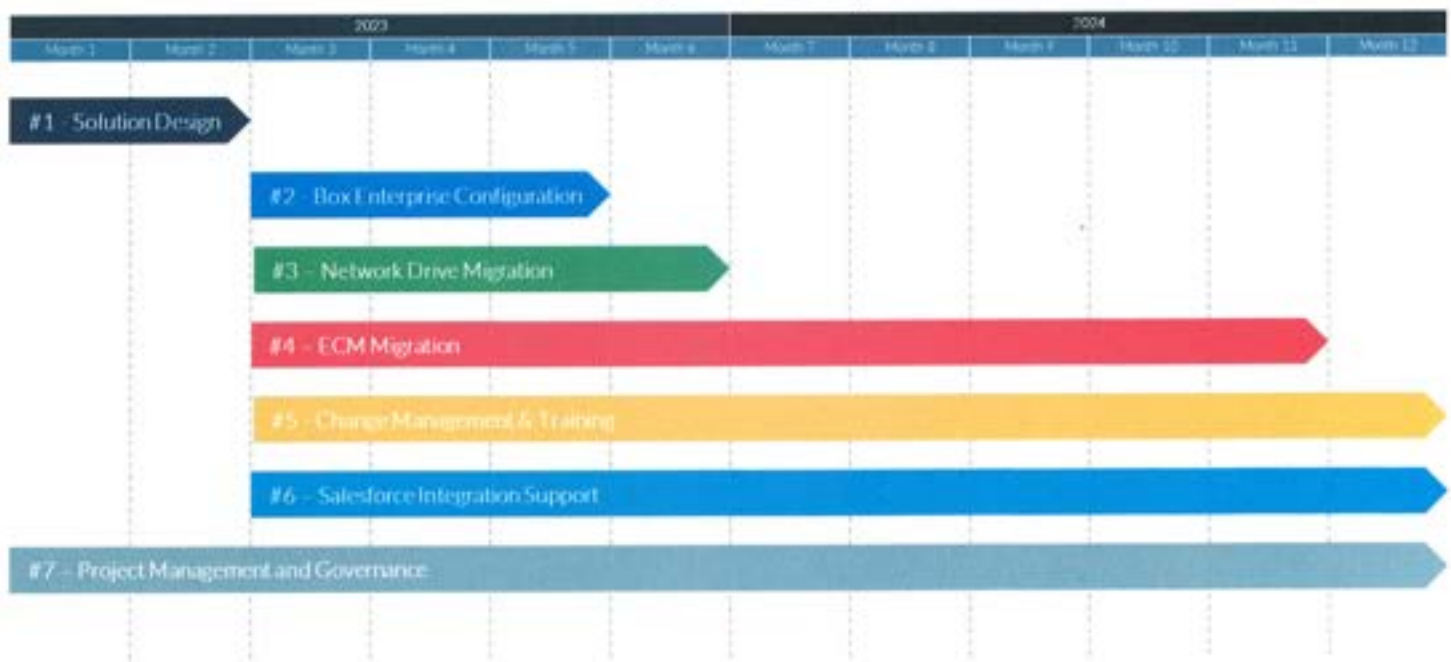 2023
2024
Month 1 Month 2 Month 3 Month 4 Month 5 Month 6 Month 7 Month 8 Month 9 Month 10 Month 11 Month 12
#1 - Solution Design
#2 - Box Enterprise Configuration
#3 – Network Drive Migration
#4 – ECM Migration
#5 - Change Management & Training
#6 – Salesforce Integration Support
#7 – Project Management and Governance